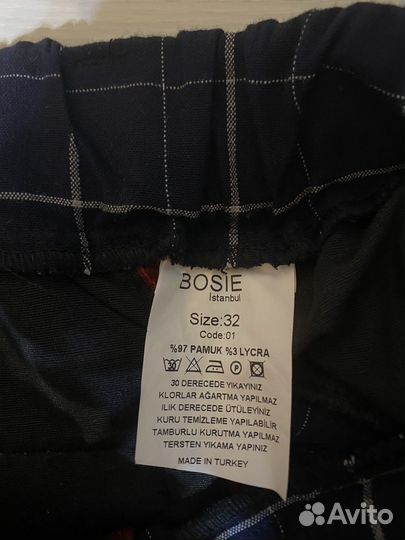 BOSIE
İstanbul
Size:32
Code:01
%97 PAMUK %3 LYCRA
30 P
30 DERECEDE YIKAYINIZ
KLORLAR AĞARTMA YAPILMAZ
ILIK DERECEDE ÜTÜLEYİNİZ
KURU TEMİZLEME YAPILABİLİR
TAMBURLU KURUTMA YAPILMAZ
TERSTEN YIKAMA YAPINIZ
MADE IN TURKEY
Avito